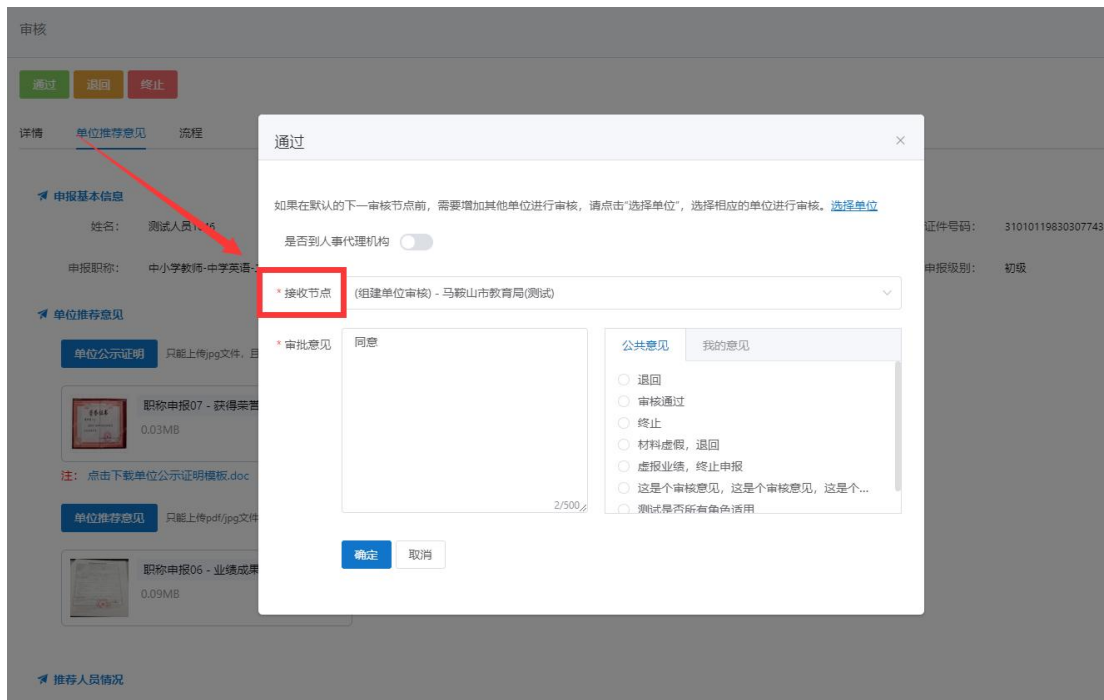 审核
通过 退回 终止
详情 单位推荐意见 流程
通过
申报基本信息
如果在默认的下一审核节点前，需要增加其他单位进行审核，请点击“选择单位”，选择相应的单位进行审核。选择单位
姓名： 测试人员 证件号码： 31010119830307743
是否到人事代理机构
申报职称： 中小学教师-中学英语- 申报级别： 初级
* 接收节点 (组建单位审核) - 马鞍山市教育局(测试)
单位推荐意见
* 审批意见 同意 公共意见 我的意见
单位公示证明 只能上传jpg文件，且
退回
审核通过
职称申报07 - 获得荣誉
终止
0.03MB
材料虚假，退回
虚报业绩，终止申报
注： 点击下载单位公示证明模板.doc
这是个审核意见，这是个审核意见，这是个...
2/500
测试是否所有角色适用
单位推荐意见 只能上传pdf/jpg文件
确定 取消
职称申报06 - 业绩成果
0.09MB
推荐人员情况